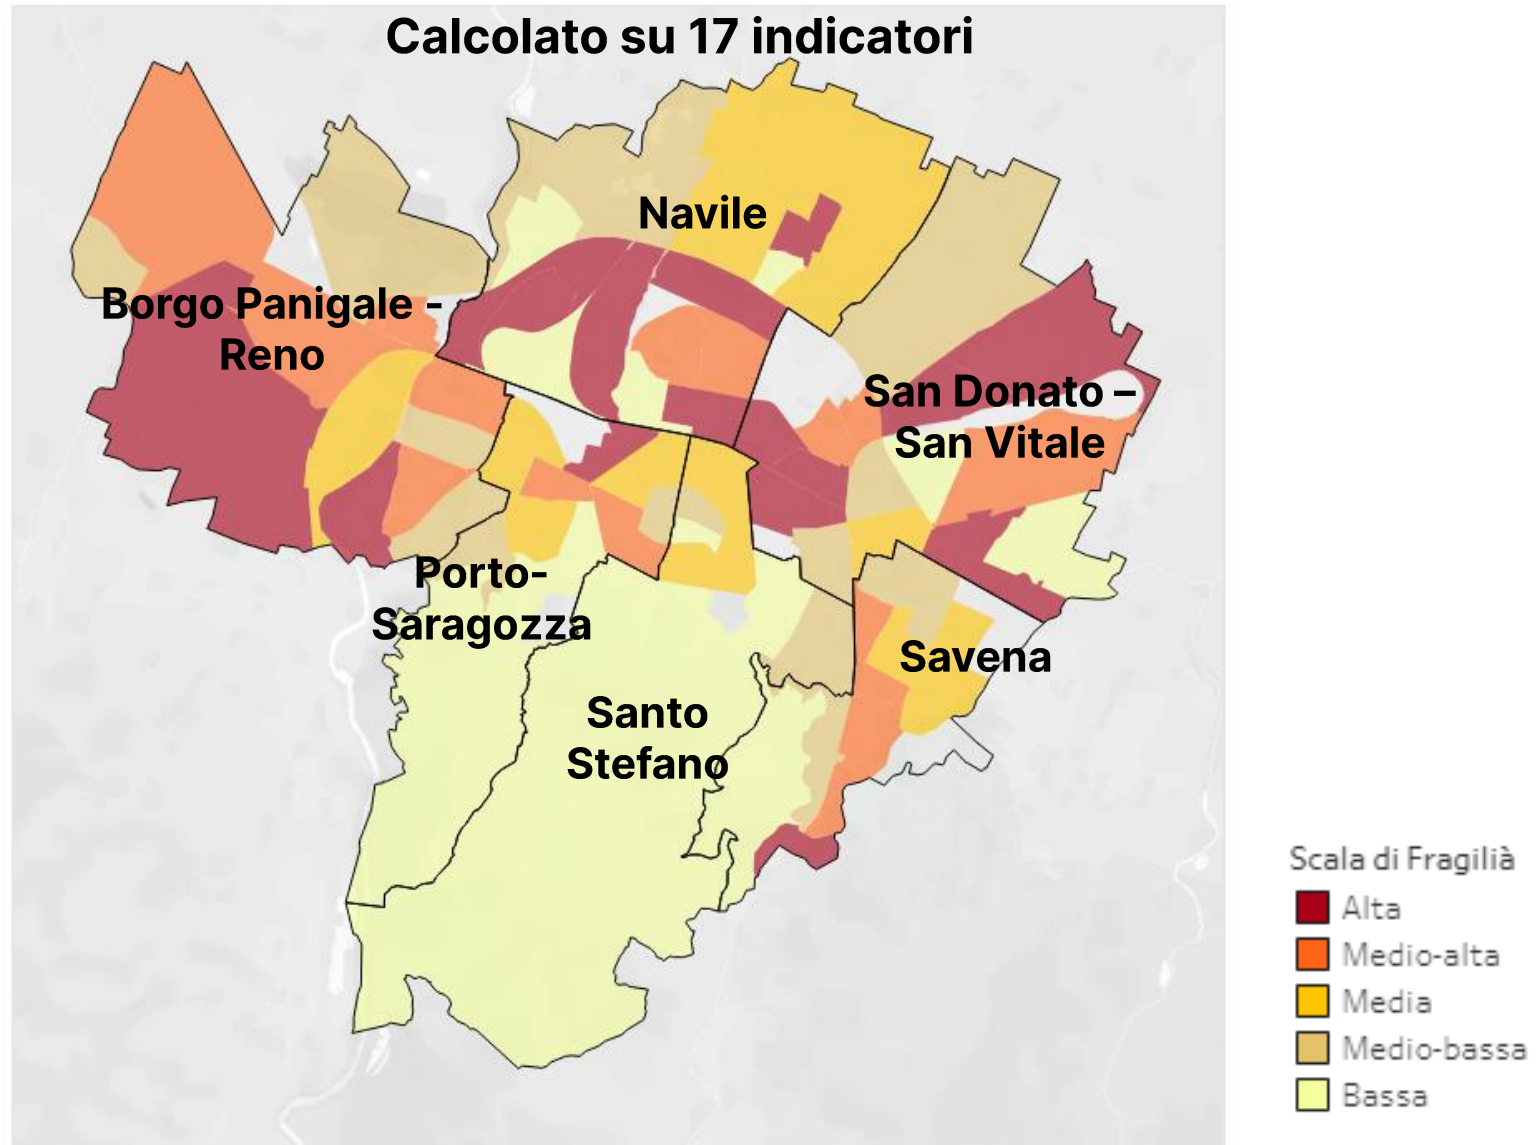 Calcolato su 17 indicatori
Navile
Borgo Panigale -
Reno
San Donato –
San Vitale
Porto-
Saragozza
Savena
Santo
Stefano
Scala di Fragilià
Alta
Medio-alta
Media
Medio-bassa
Bassa